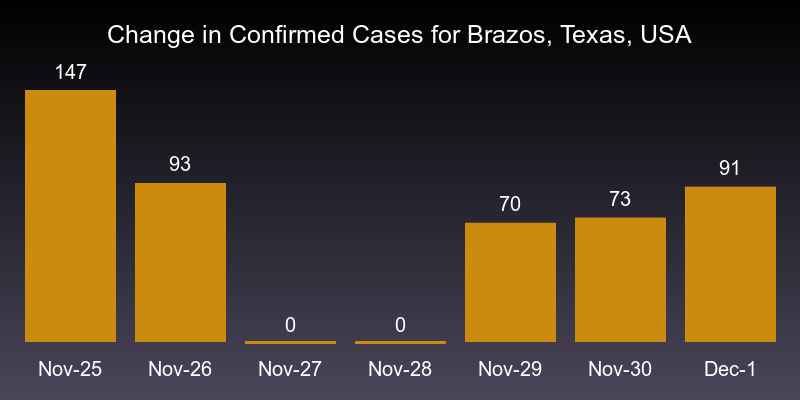 Change in Confirmed Cases for Brazos, Texas, USA
147
93
0
0
70
73
91
Nov-25
Nov-26
Nov-27
Nov-28
Nov-29
Nov-30
Dec-1